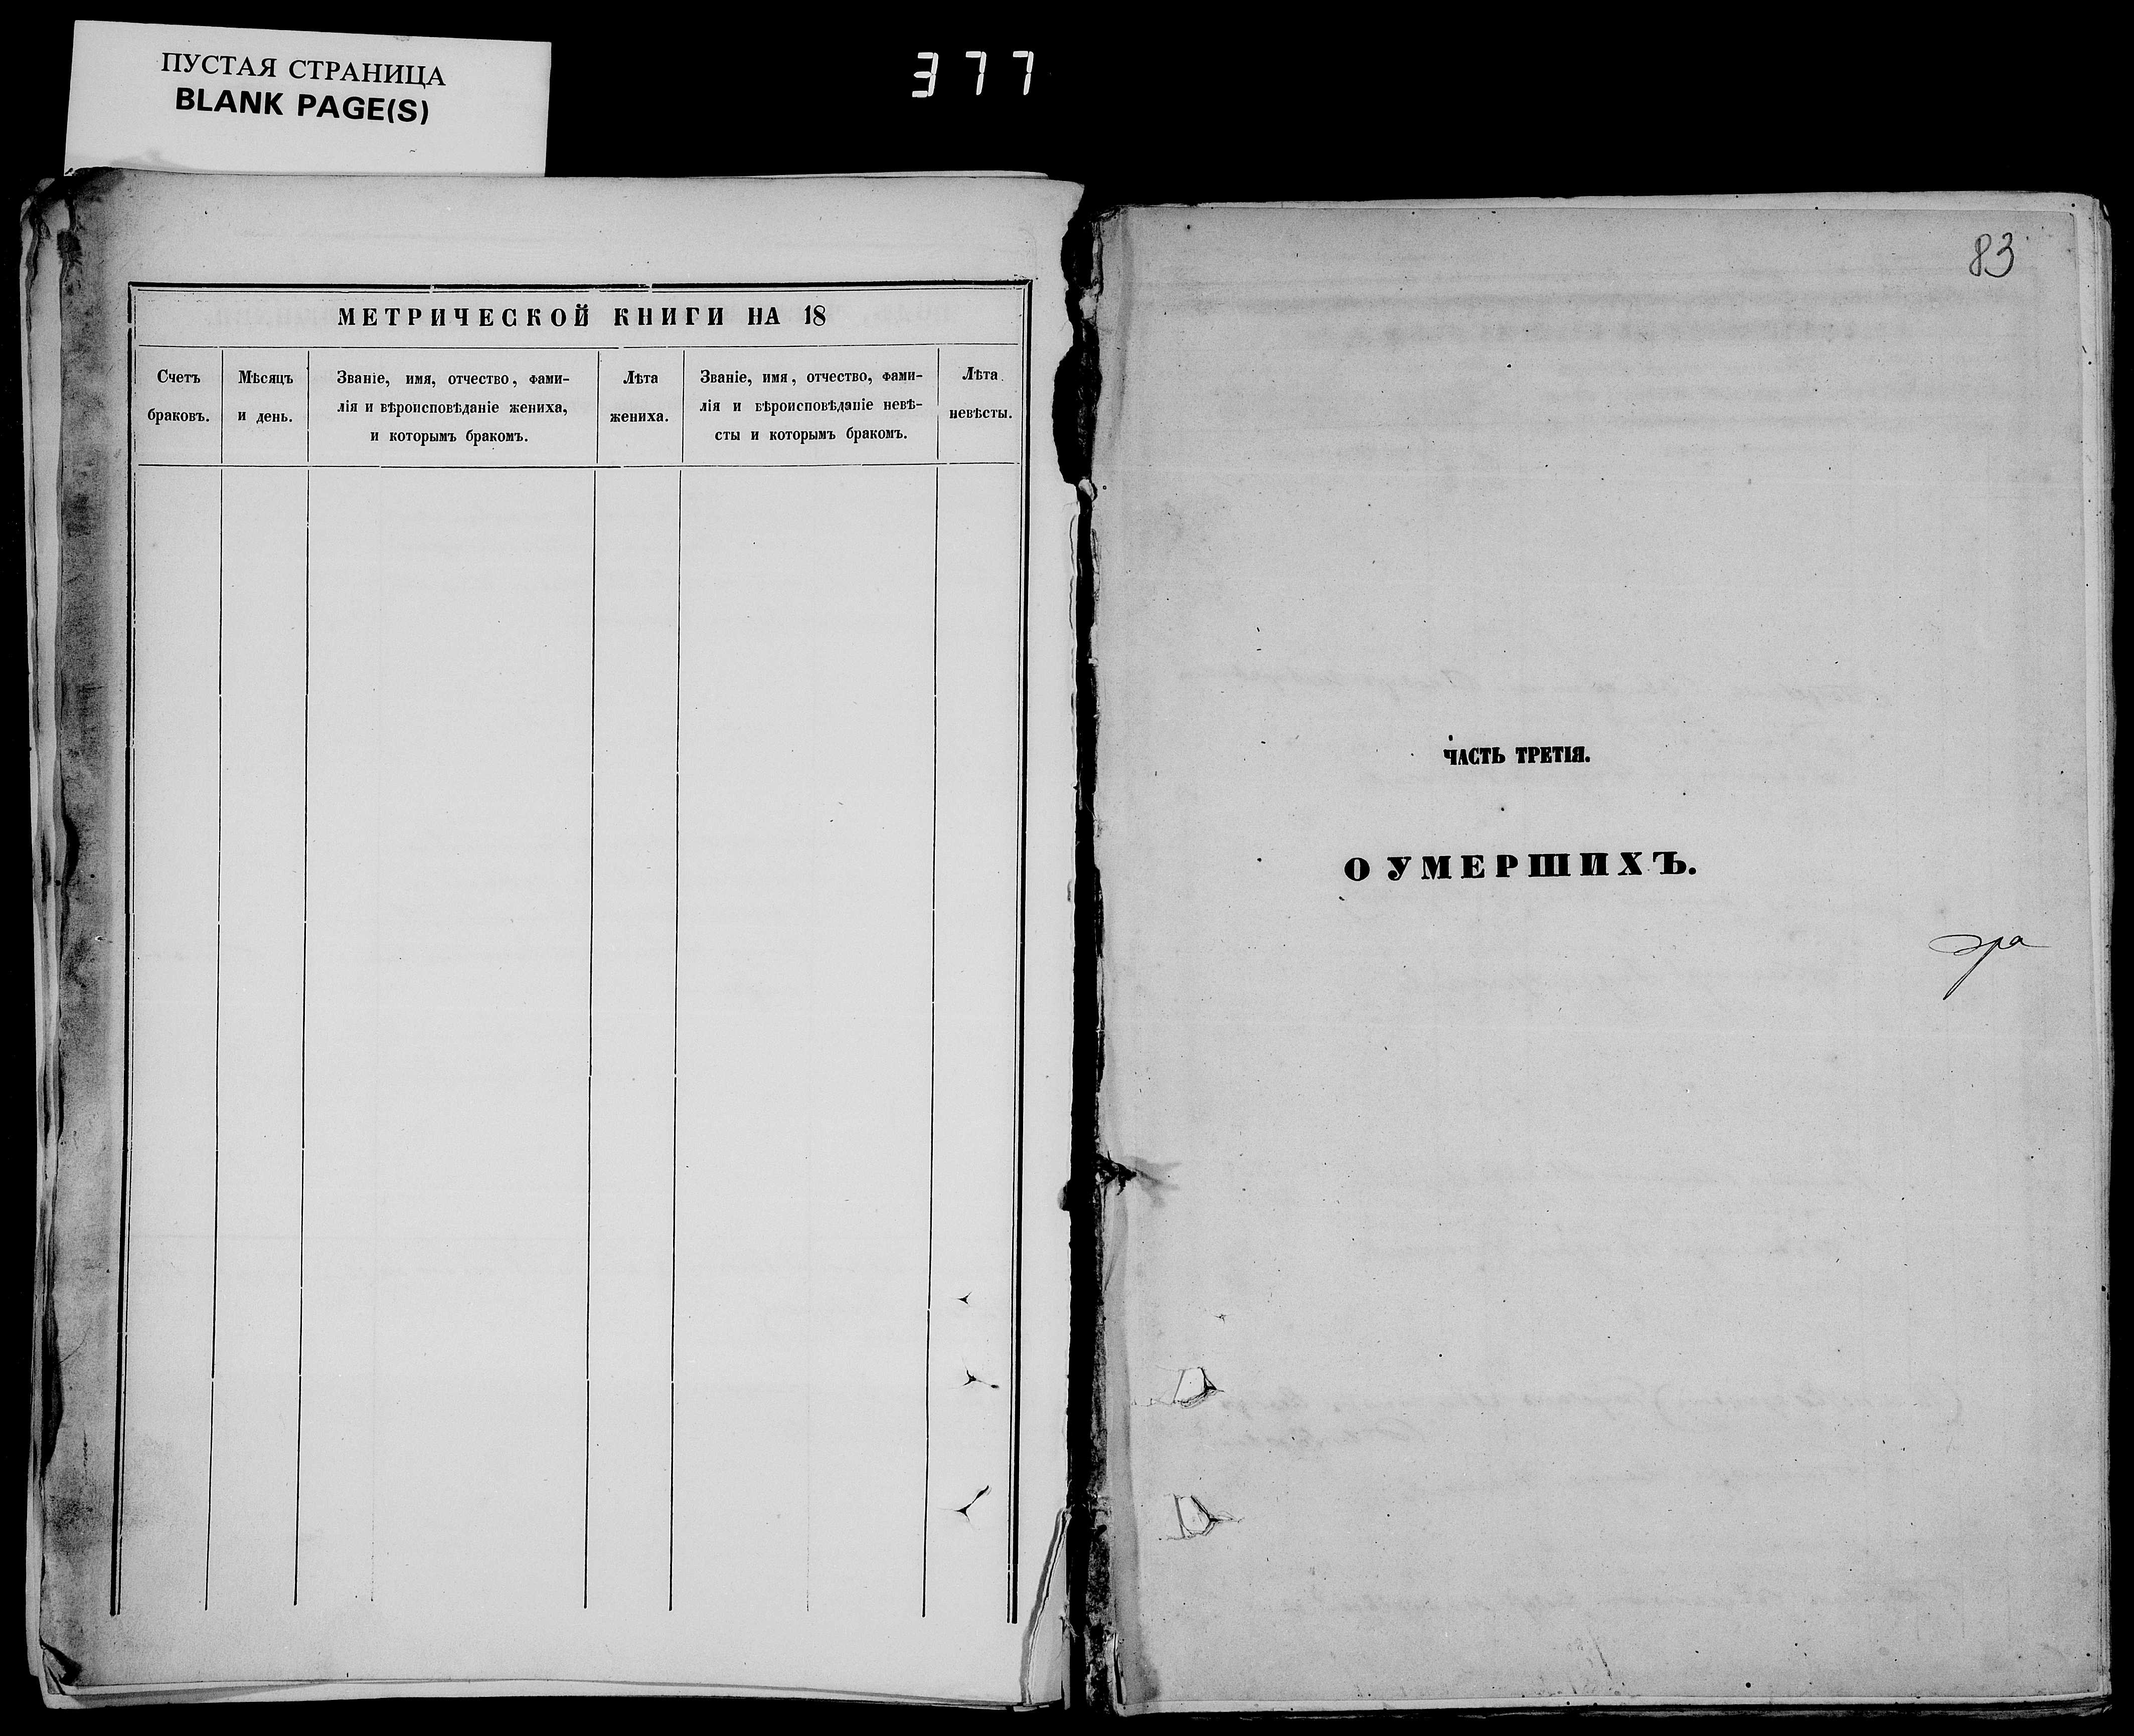 ПУСТАЯ СТРАНИЦА
BLANK PAGE(S)
377
МЕТРИЧЕСКОЙ КНИГИ НА 18
Счетъ
браковъ.
Мѣсяцъ
и день.
Званіе, имя, отчество, фами-
лія и вѣроисповѣданіе жениха,
и которымъ бракомъ.
Лѣта
жениха.
Званіе, имя, отчество, фами-
лія и вѣроисповѣданіе невѣ-
сты и которымъ бракомъ.
Лѣта
невѣсты.
83
ЧАСТЬ ТРЕТІЯ.
О УМЕРШИХЪ.